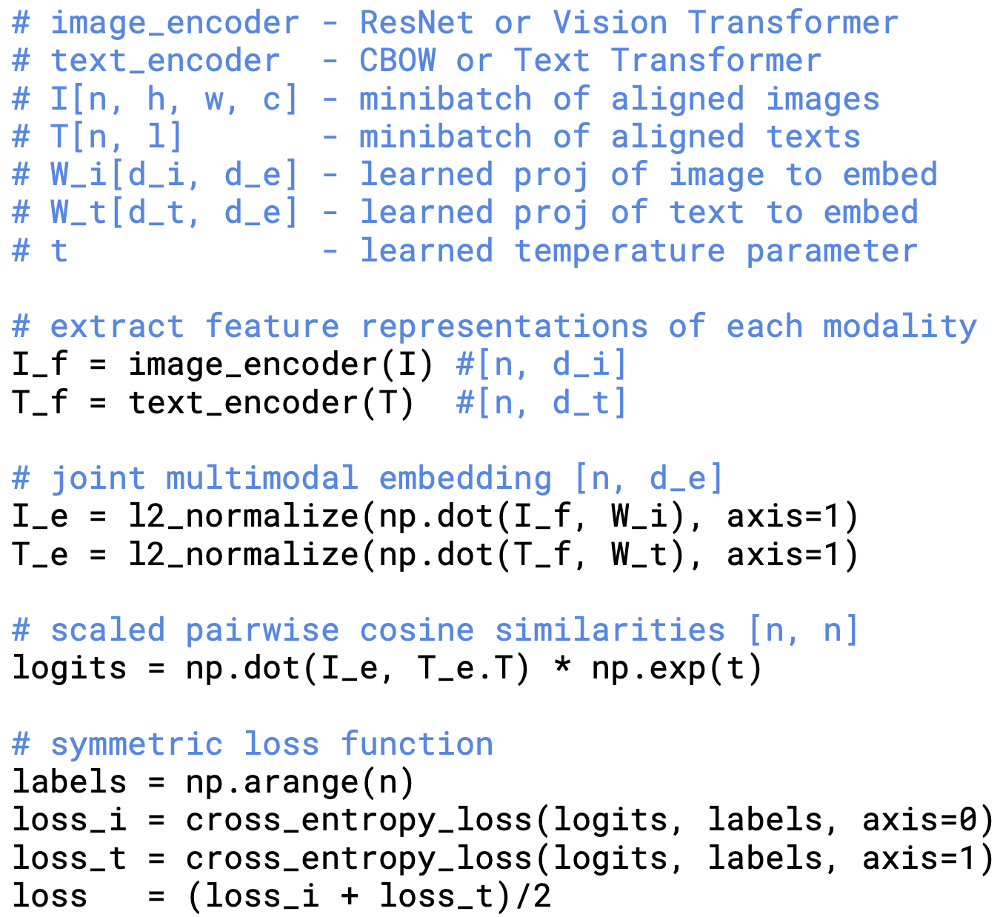 # image_encoder - ResNet or Vision Transformer
# text_encoder  - CBOW or Text Transformer
# I[n, h, w, c] - minibatch of aligned images
# T[n, l]       - minibatch of aligned texts
# W_i[d_i, d_e] - learned proj of image to embed
# W_t[d_t, d_e] - learned proj of text to embed
# t             - learned temperature parameter

# extract feature representations of each modality
I_f = image_encoder(I) #[n, d_i]
T_f = text_encoder(T)  #[n, d_t]

# joint multimodal embedding [n, d_e]
I_e = l2_normalize(np.dot(I_f, W_i), axis=1)
T_e = l2_normalize(np.dot(T_f, W_t), axis=1)

# scaled pairwise cosine similarities [n, n]
logits = np.dot(I_e, T_e.T) * np.exp(t)

# symmetric loss function
labels = np.arange(n)
loss_i = cross_entropy_loss(logits, labels, axis=0)
loss_t = cross_entropy_loss(logits, labels, axis=1)
loss   = (loss_i + loss_t)/2